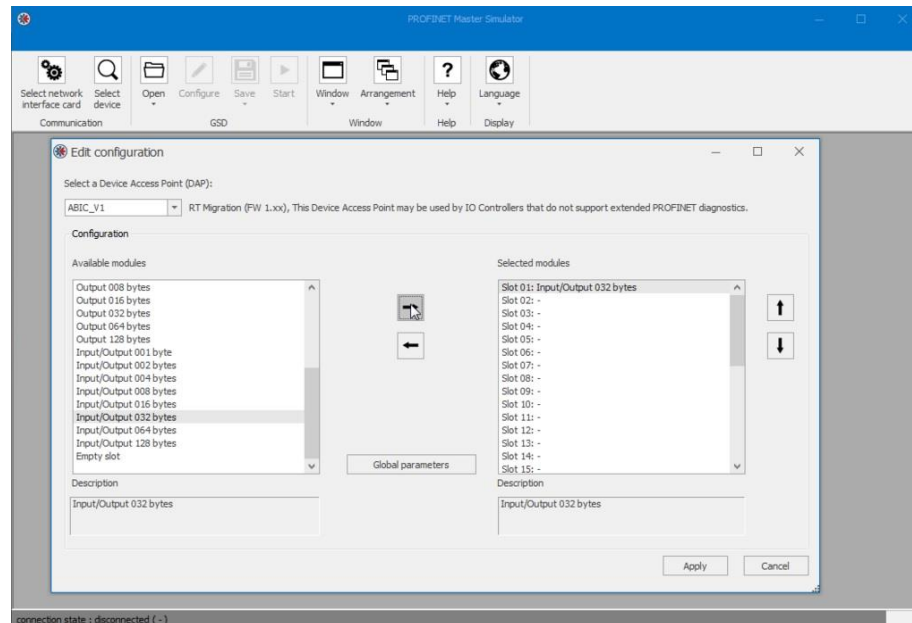 PROFINET Master Simulator
Select network interface card
Select device
Open
Configure
Save
Start
Window
Arrangement
?
Help
Language
Communication
GSD
Window
Help
Display
Edit configuration
Select a Device Access Point (DAP):
ABIC_V1
RT Migration (FW 1.xx), This Device Access Point may be used by IO Controllers that do not support extended PROFINET diagnostics.
Configuration
Available modules
Output 008 bytes
Output 016 bytes
Output 032 bytes
Output 064 bytes
Output 128 bytes
Input/Output 001 byte
Input/Output 002 bytes
Input/Output 004 bytes
Input/Output 008 bytes
Input/Output 016 bytes
Input/Output 032 bytes
Input/Output 064 bytes
Input/Output 128 bytes
Empty slot
Description
Input/Output 032 bytes
Global parameters
Selected modules
Slot 01: Input/Output 032 bytes
Slot 02: -
Slot 03: -
Slot 04: -
Slot 05: -
Slot 06: -
Slot 07: -
Slot 08: -
Slot 09: -
Slot 10: -
Slot 11: -
Slot 12: -
Slot 13: -
Slot 14: -
Slot 15: -
Description
Input/Output 032 bytes
Apply
Cancel
connection state : disconnected ( - )